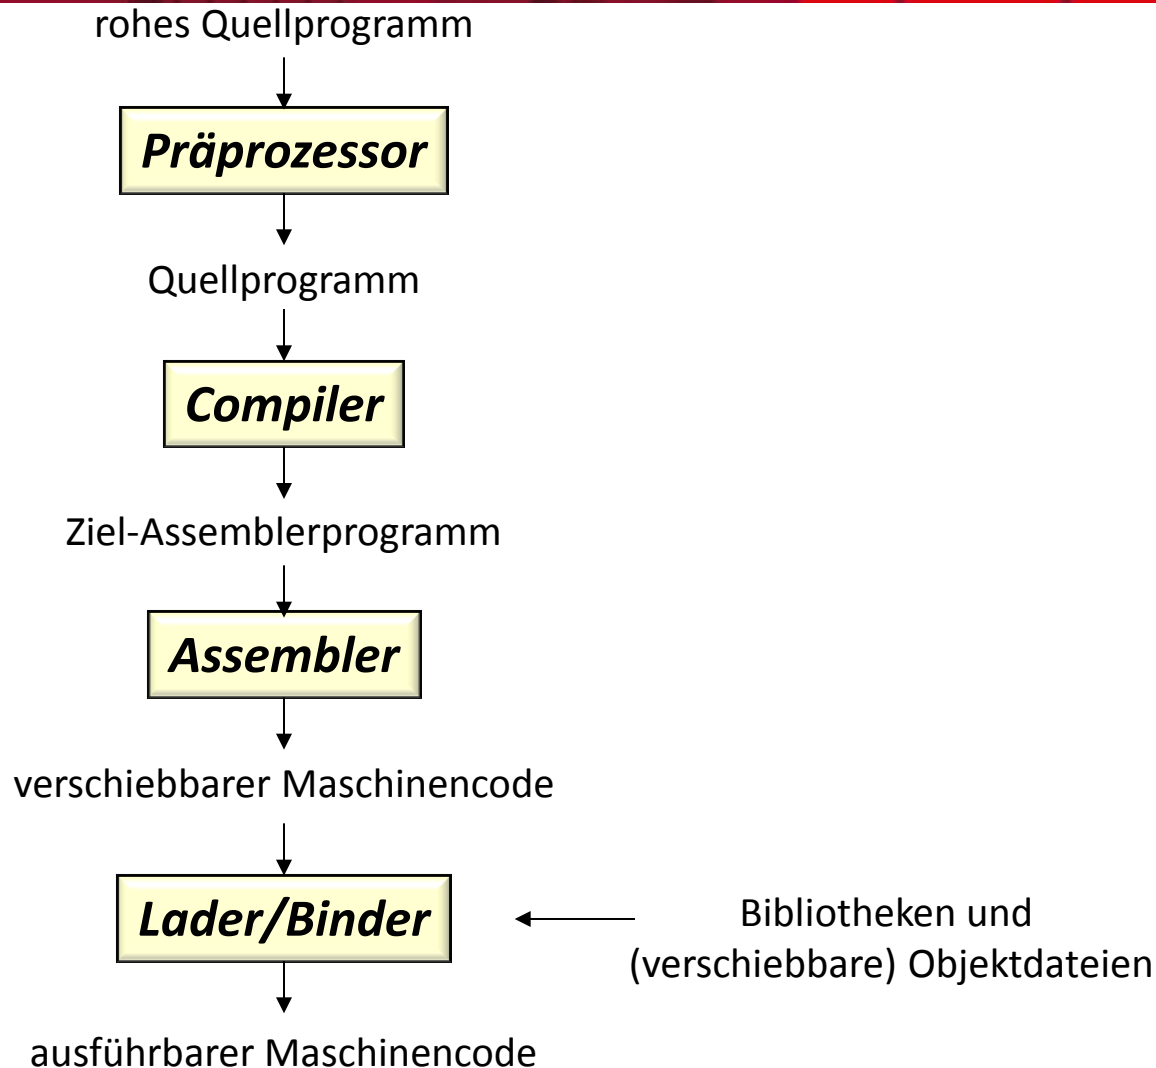 rohes Quellprogramm
Präprozessor
Quellprogramm
Compiler
Ziel-Assemblerprogramm
Assembler
verschiebbarer Maschinencode
Lader/Binder
Bibliotheken und
(verschiebbare) Objektdateien
ausführbarer Maschinencode